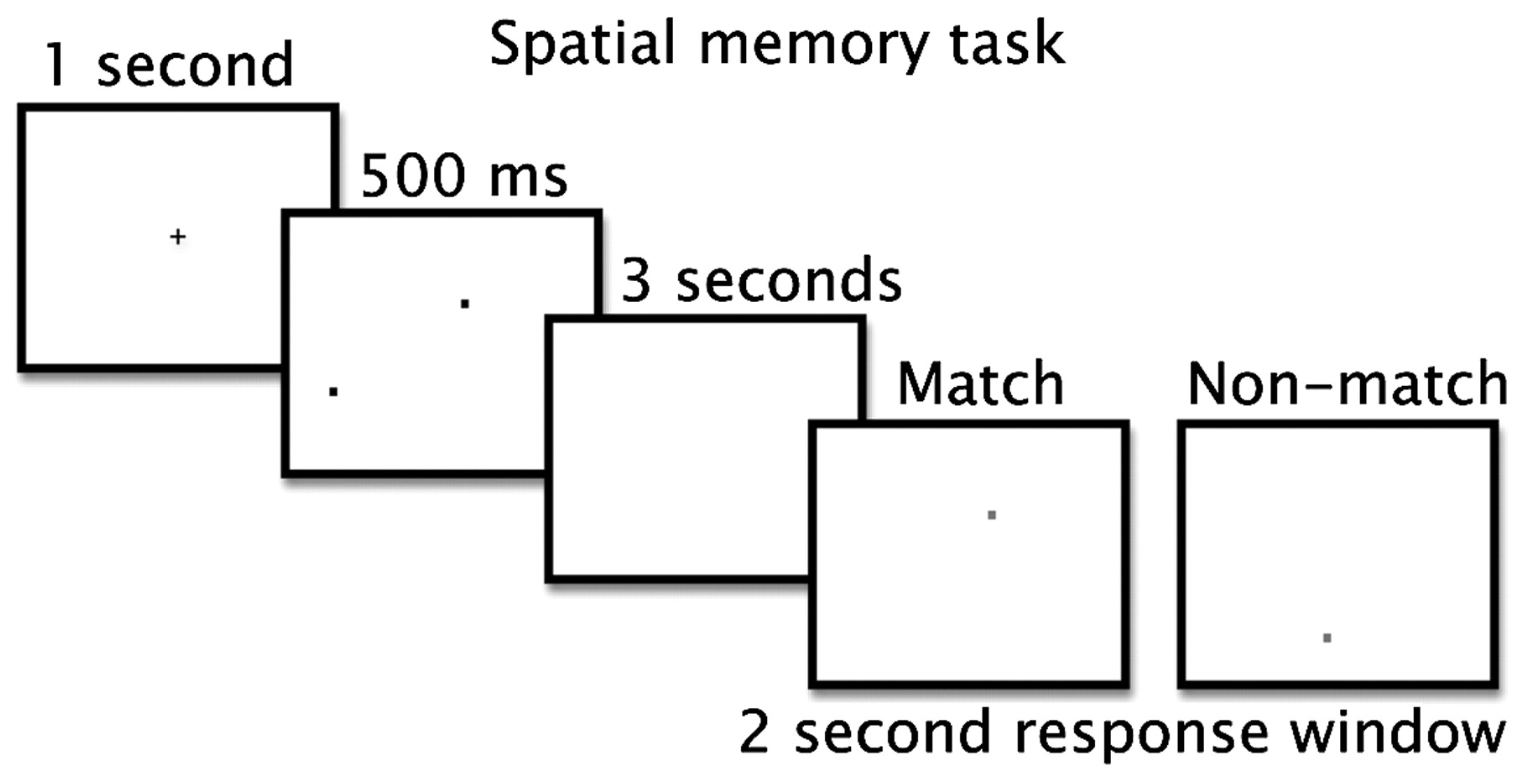 Spatial memory task
1 second
500 ms
3 seconds
Match
Non-match
2 second response window